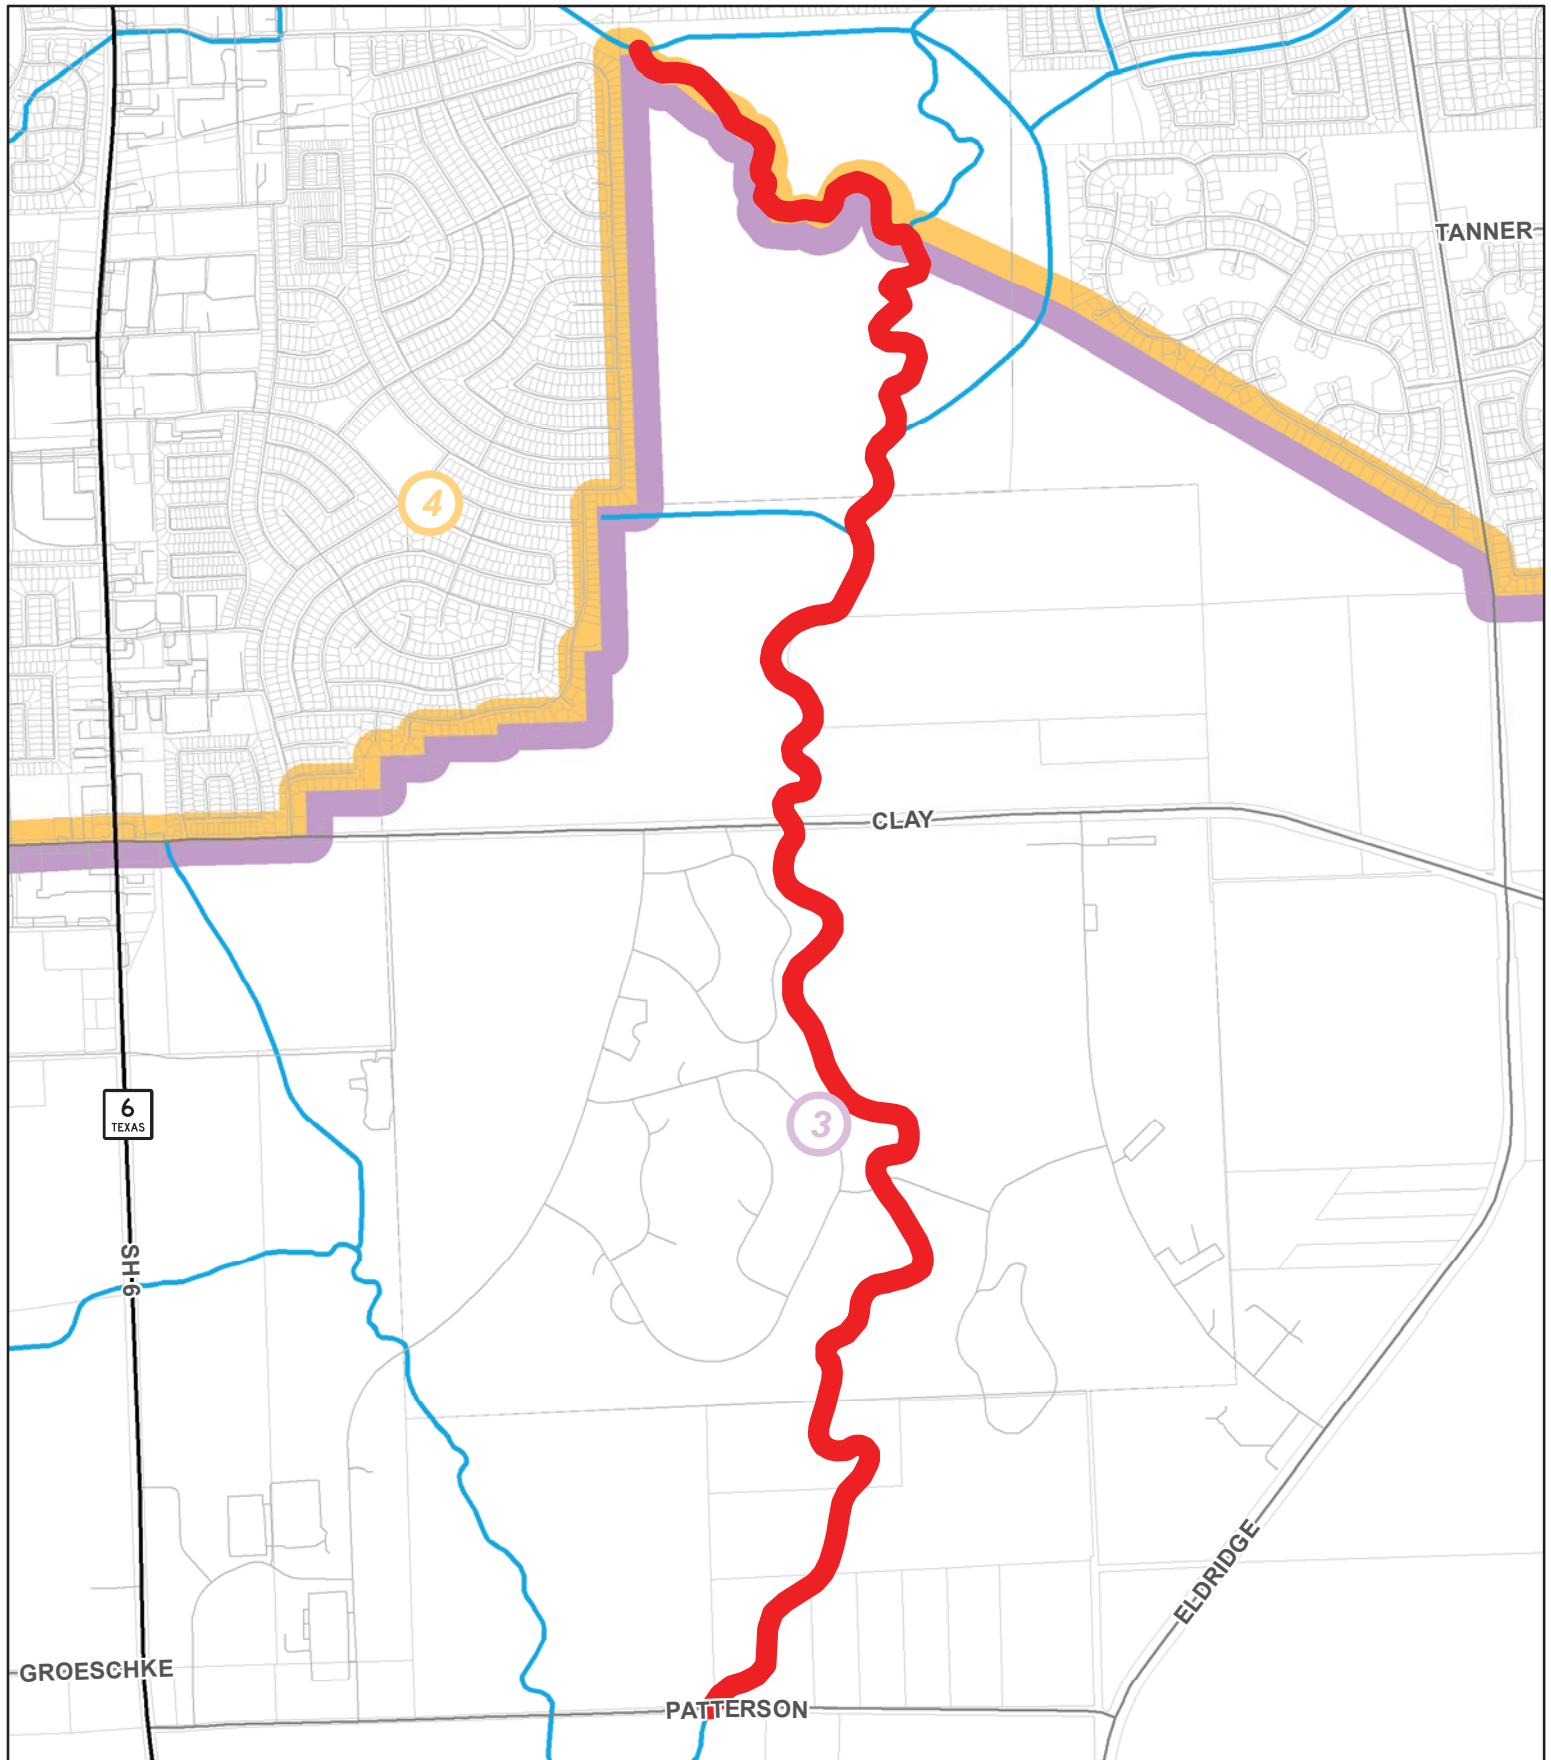 TANNER
4
CLAY
6
TEXAS
3
SH 6
ELDRIDGE
GROESCHKE
PATTERSON